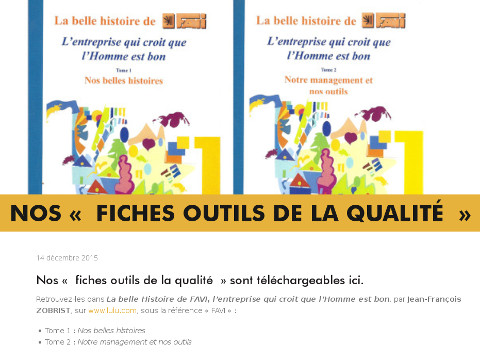 La belle histoire de
L'entreprise qui croit que
l'Homme est bon
Tome 1
Nos belles histoires
La belle histoire de
L'entreprise qui croit que
l'Homme est bon
Tome 2
Notre management et
nos outils
NOS « FICHES OUTILS DE LA QUALITÉ »
14 décembre 2015
Nos « fiches outils de la qualité » sont téléchargeables ici.
Retrouvez les dans La belle Histoire de FAVI, l'entreprise qui croit que l'Homme est bon, par Jean-François
ZOBRIST, sur www.lulu.com, sous la référence « FAVI » :
Tome 1 : Nos belles histoires
Tome 2 : Notre management et nos outils